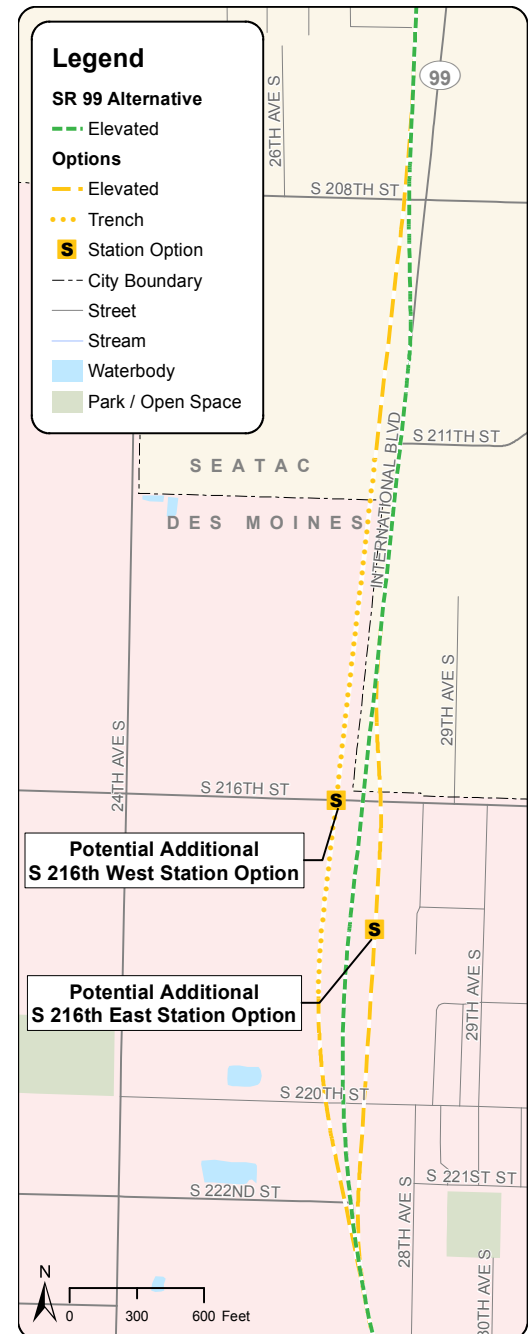 Legend
SR 99 Alternative
Elevated
Options
Elevated
Trench
S Station Option
City Boundary
Street
Stream
Waterbody
Park / Open Space
26TH AVE S
99
S 208TH ST
S 211TH ST
INTERNATIONAL BLVD
SEATAC
DES MOINES
24TH AVE S
29TH AVE S
S 216TH ST
S
Potential Additional
S 216th West Station Option
S
Potential Additional
S 216th East Station Option
29TH AVE S
S 220TH ST
S 221ST ST
S 222ND ST
28TH AVE S
30TH AVE S
N
0 300 600 Feet